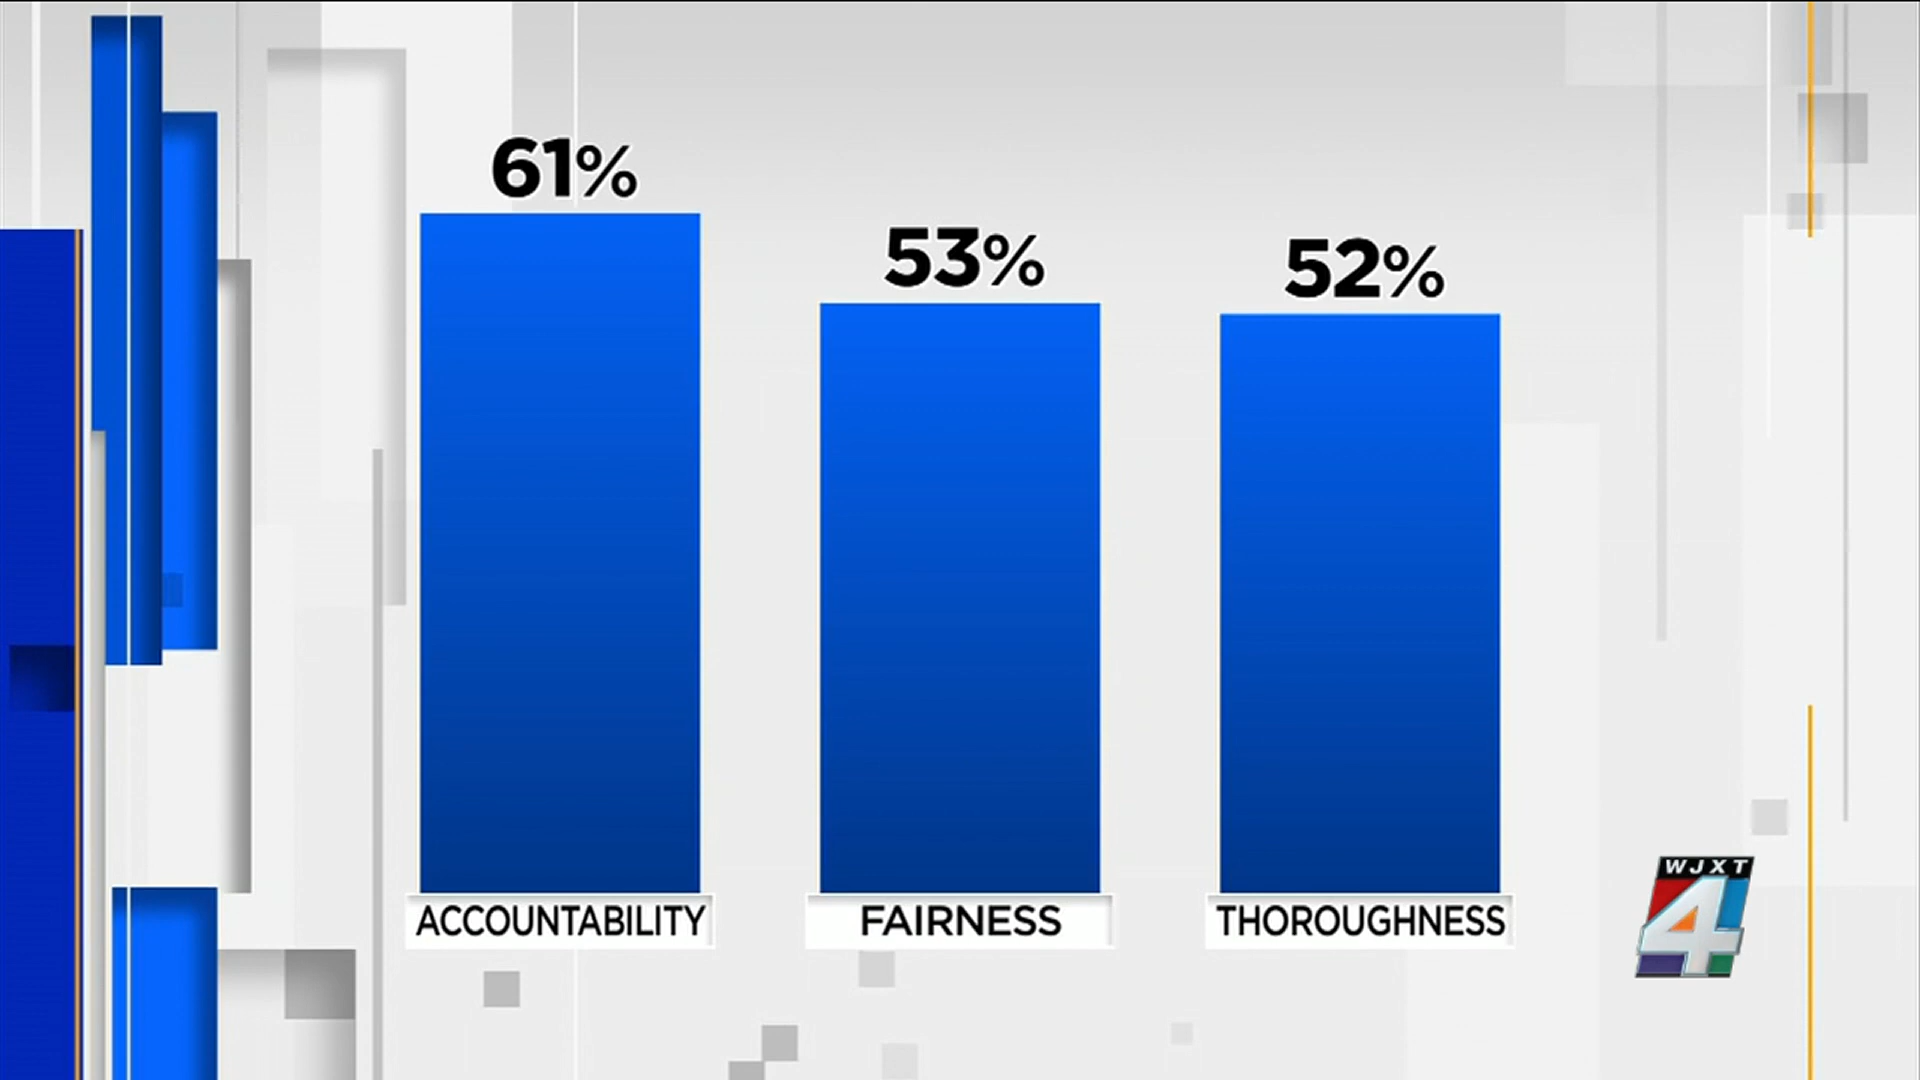 61%
53%
52%
ACCOUNTABILITY
FAIRNESS
THOROUGHNESS
WJXT
4